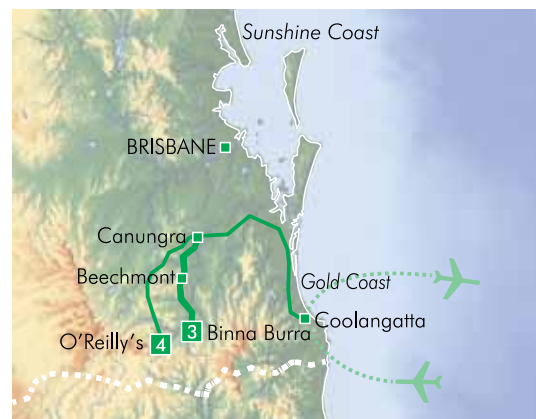 Sunshine Coast
BRISBANE
Canungra
Beechmont
Gold Coast
Coolangatta
O'Reilly's 4
3 Binna Burra